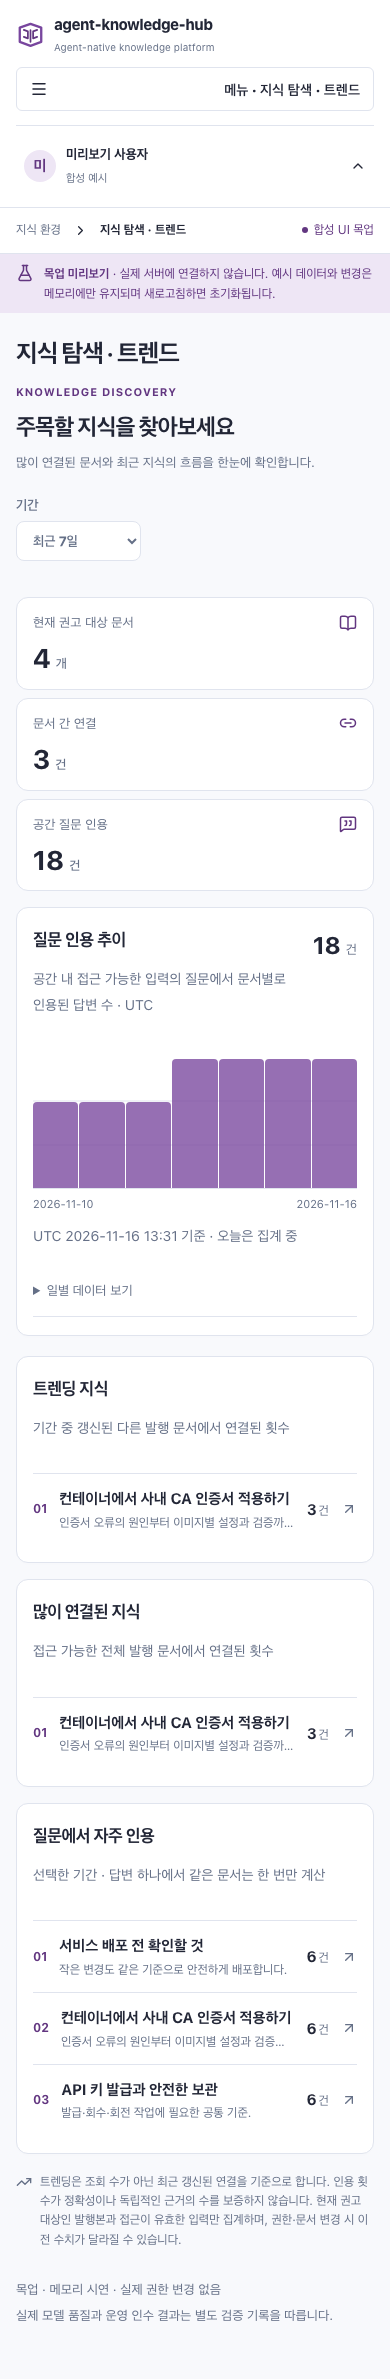 agent-knowledge-hub
Agent-native knowledge platform
메뉴 · 지식 탐색 · 트렌드
미
미리보기 사용자
합성 예시
지식 환경 > 지식 탐색 · 트렌드
합성 UI 목업
목업 미리보기 · 실제 서버에 연결하지 않습니다. 예시 데이터와 변경은
메모리에만 유지되며 새로고침하면 초기화됩니다.
지식 탐색 · 트렌드
KNOWLEDGE DISCOVERY
주목할 지식을 찾아보세요
많이 연결된 문서와 최근 지식의 흐름을 한눈에 확인합니다.
기간
최근 7일
현재 권고 대상 문서
4 개
문서 간 연결
3 건
공간 질문 인용
18 건
질문 인용 추이
18 건
공간 내 접근 가능한 입력의 질문에서 문서별로
인용된 답변 수 · UTC
2026-11-10
2026-11-16
UTC 2026-11-16 13:31 기준 · 오늘은 집계 중
일별 데이터 보기
트렌딩 지식
기간 중 갱신된 다른 발행 문서에서 연결된 횟수
01 컨테이너에서 사내 CA 인증서 적용하기
인증서 오류의 원인부터 이미지별 설정과 검증까...
3 건
많이 연결된 지식
접근 가능한 전체 발행 문서에서 연결된 횟수
01 컨테이너에서 사내 CA 인증서 적용하기
인증서 오류의 원인부터 이미지별 설정과 검증까...
3 건
질문에서 자주 인용
선택한 기간 · 답변 하나에서 같은 문서는 한 번만 계산
01 서비스 배포 전 확인할 것
작은 변경도 같은 기준으로 안전하게 배포합니다.
6 건
02 컨테이너에서 사내 CA 인증서 적용하기
인증서 오류의 원인부터 이미지별 설정과 검증...
6 건
03 API 키 발급과 안전한 보관
발급·회수·회전 작업에 필요한 공통 기준.
6 건
트렌딩은 조회 수가 아닌 최근 갱신된 연결을 기준으로 합니다. 인용 횟
수가 정확성이나 독립적인 근거의 수를 보증하지 않습니다. 현재 권고
대상인 발행본과 접근이 유효한 입력만 집계하며, 권한·문서 변경 시 이
전 수치가 달라질 수 있습니다.
목업 · 메모리 시연 · 실제 권한 변경 없음
실제 모델 품질과 운영 인수 결과는 별도 검증 기록을 따릅니다.